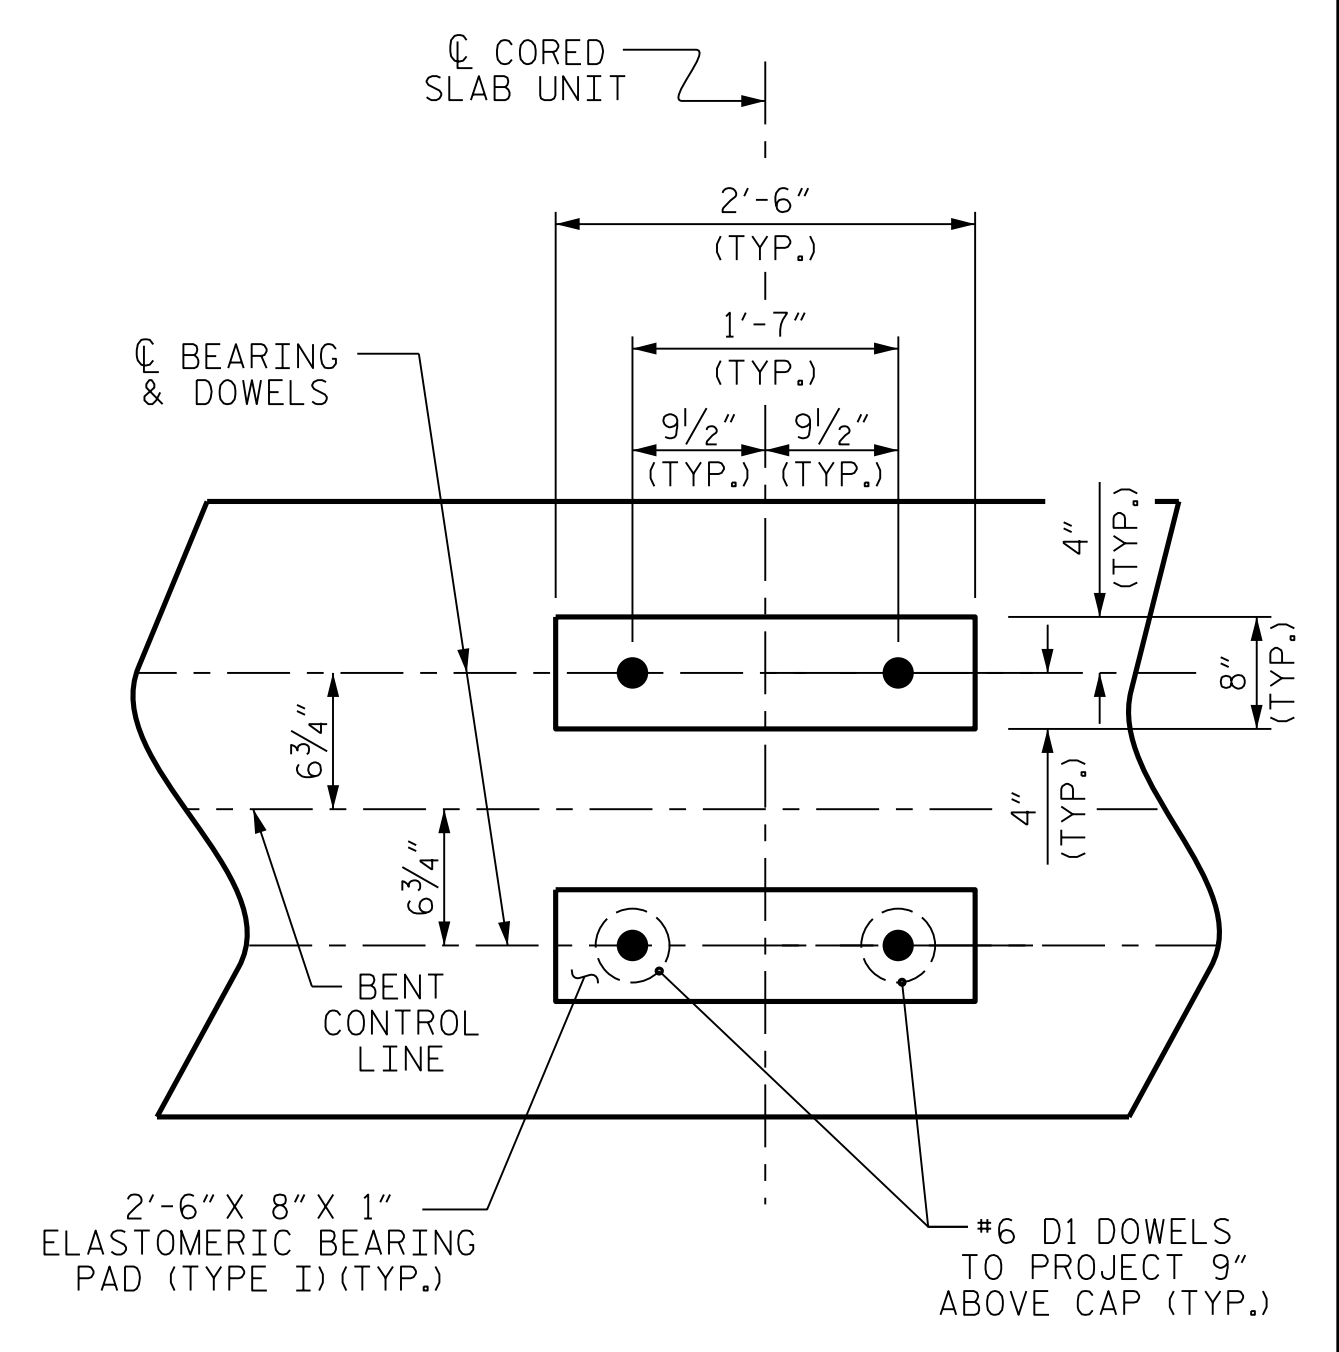 ℄ CORED
SLAB UNIT
2'-6"
(TYP.)
1'-7"
(TYP.)
℄ BEARING
& DOWELS
9½" 9½"
(TYP.) (TYP.)
4"
(TYP.)
8"
(TYP.)
6¾"
4"
(TYP.)
6¾"
BENT
CONTROL
LINE
2'-6" X 8" X 1"
ELASTOMERIC BEARING
PAD (TYPE I) (TYP.)
#6 D1 DOWELS
TO PROJECT 9"
ABOVE CAP (TYP.)